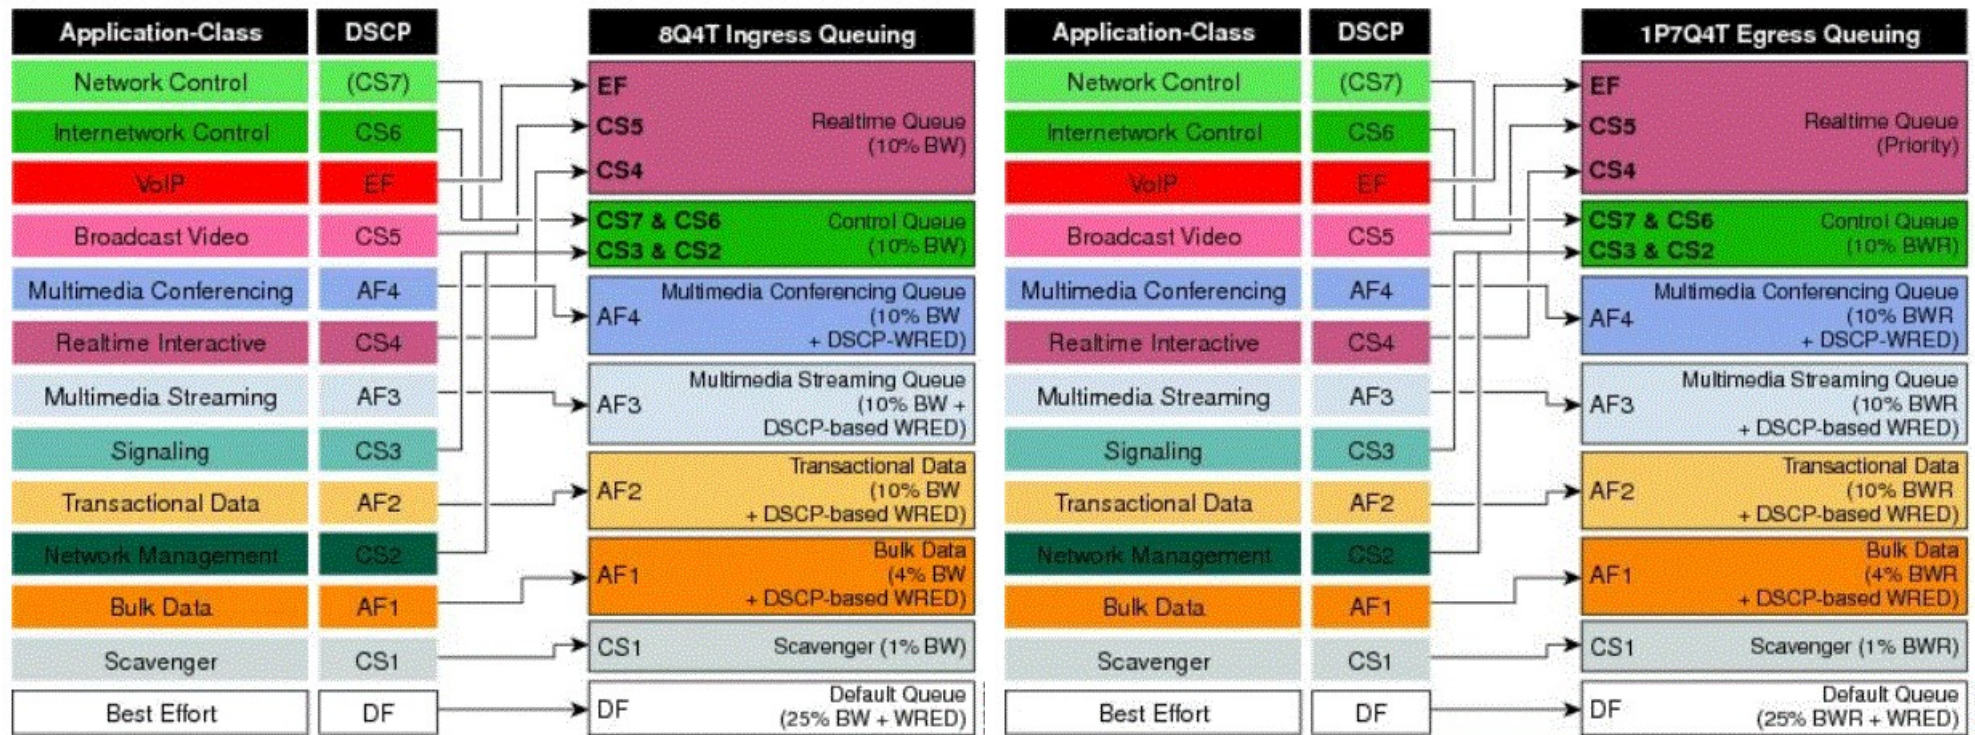 Application-Class DSCP 8Q4T Ingress Queuing
Network Control (CS7)
Internetwork Control CS6
VoIP EF
Broadcast Video CS5
Multimedia Conferencing AF4
Realtime Interactive CS4
Multimedia Streaming AF3
Signaling CS3
Transactional Data AF2
Network Management CS2
Bulk Data AF1
Scavenger CS1
Best Effort DF
EF
CS5
CS4
Realtime Queue
(10% BW)
CS7 & CS6
CS3 & CS2
Control Queue
(10% BW)
AF4
Multimedia Conferencing Queue
(10% BW
+ DSCP-WRED)
AF3
Multimedia Streaming Queue
(10% BW +
DSCP-based WRED)
AF2
Transactional Data
(10% BW
+ DSCP-based WRED)
AF1
Bulk Data
(4% BW
+ DSCP-based WRED)
CS1 Scavenger (1% BW)
DF
Default Queue
(25% BW + WRED)
Application-Class DSCP 1P7Q4T Egress Queuing
Network Control (CS7)
Internetwork Control CS6
VoIP EF
Broadcast Video CS5
Multimedia Conferencing AF4
Realtime Interactive CS4
Multimedia Streaming AF3
Signaling CS3
Transactional Data AF2
Network Management CS2
Bulk Data AF1
Scavenger CS1
Best Effort DF
EF
CS5
CS4
Realtime Queue
(Priority)
CS7 & CS6
CS3 & CS2
Control Queue
(10% BWR)
AF4
Multimedia Conferencing Queue
(10% BWR
+ DSCP-WRED)
AF3
Multimedia Streaming Queue
(10% BWR
+ DSCP-based WRED)
AF2
Transactional Data
(10% BWR
+ DSCP-based WRED)
AF1
Bulk Data
(4% BWR
+ DSCP-based WRED)
CS1 Scavenger (1% BWR)
DF
Default Queue
(25% BWR + WRED)